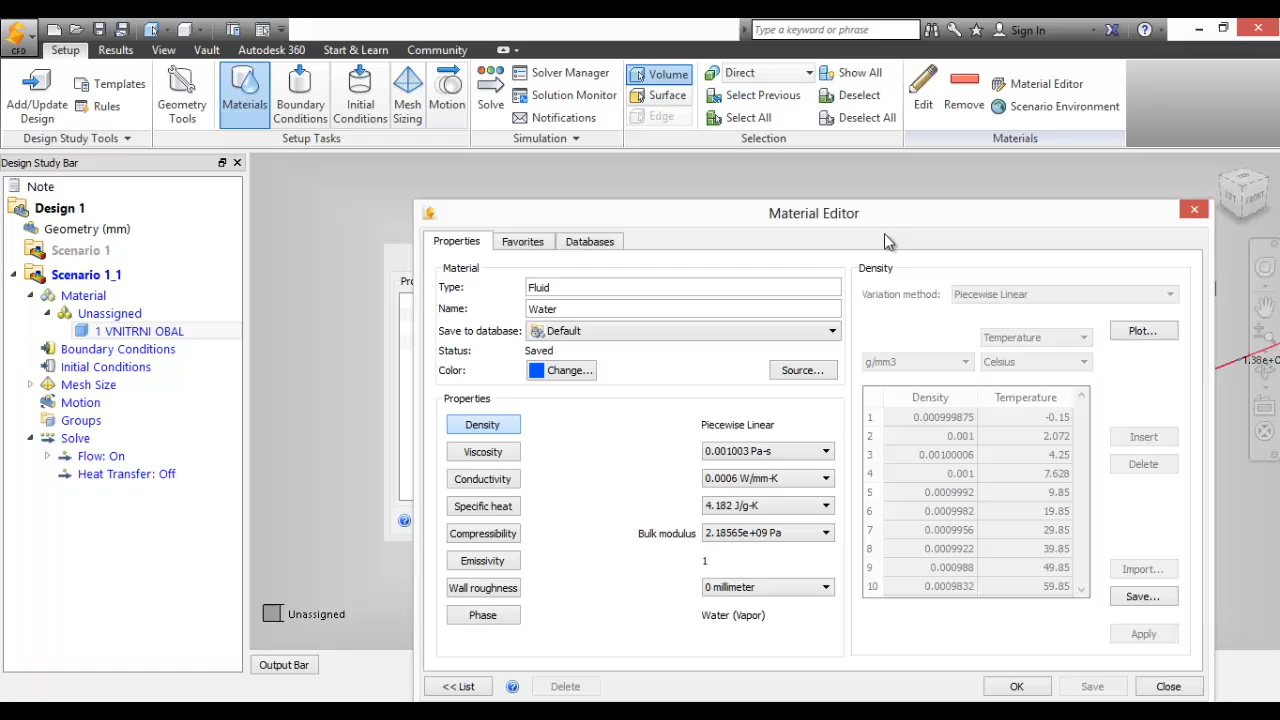 CFD
Type a keyword or phrase
Sign In
Setup Results View Vault Autodesk 360 Start & Learn Community
Add/Update Design
Templates
Rules
Design Study Tools
Geometry Tools
Materials
Boundary Conditions
Initial Conditions
Mesh Sizing
Motion
Setup Tasks
Solve
Solver Manager
Solution Monitor
Notifications
Simulation
Volume
Surface
Edge
Direct
Select Previous
Select All
Show All
Deselect
Deselect All
Selection
Edit
Remove
Material Editor
Scenario Environment
Materials
Design Study Bar
Note
Design 1
Geometry (mm)
Scenario 1
Scenario 1_1
Material
Unassigned
1 VNITRNI OBAL
Boundary Conditions
Initial Conditions
Mesh Size
Motion
Groups
Solve
Flow: On
Heat Transfer: Off
Unassigned
Output Bar
LEFT FRONT
Material Editor
Properties Favorites Databases
Material
Type: Fluid
Name: Water
Save to database: Default
Status: Saved
Color: Change... Source...
Properties
Density Piecewise Linear
Viscosity 0.001003 Pa-s
Conductivity 0.0006 W/mm-K
Specific heat 4.182 J/g-K
Compressibility Bulk modulus 2.18565e+09 Pa
Emissivity 1
Wall roughness 0 millimeter
Phase Water (Vapor)
Density
Variation method: Piecewise Linear
Plot...
Temperature
g/mm3 Celsius
Density Temperature
1 0.000999875 -0.15
2 0.001 2.072
3 0.00100006 4.25
4 0.001 7.628
5 0.0009992 9.85
6 0.0009982 19.85
7 0.0009956 29.85
8 0.0009922 39.85
9 0.000988 49.85
10 0.0009832 59.85
Insert
Delete
Import...
Save...
Apply
<< List Delete OK Save Close